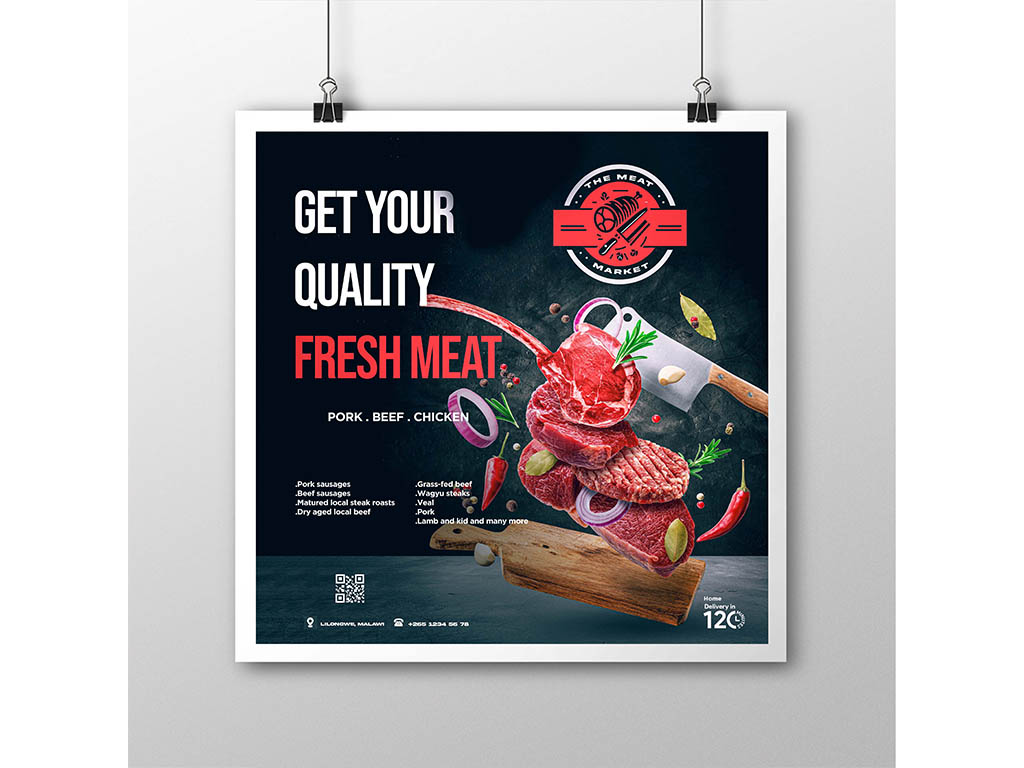 GET YOUR
QUALITY
FRESH MEAT
THE MEAT
MARKET
PORK . BEEF . CHICKEN
.Pork sausages
.Beef sausages
.Matured local steak roasts
.Dry aged local beef
.Grass-fed beef
.Wagyu steaks
.Veal
.Pork
.Lamb and kid and many more
LILONGWE, MALAWI
+265 1234 56 78
Home
Delivery in
120